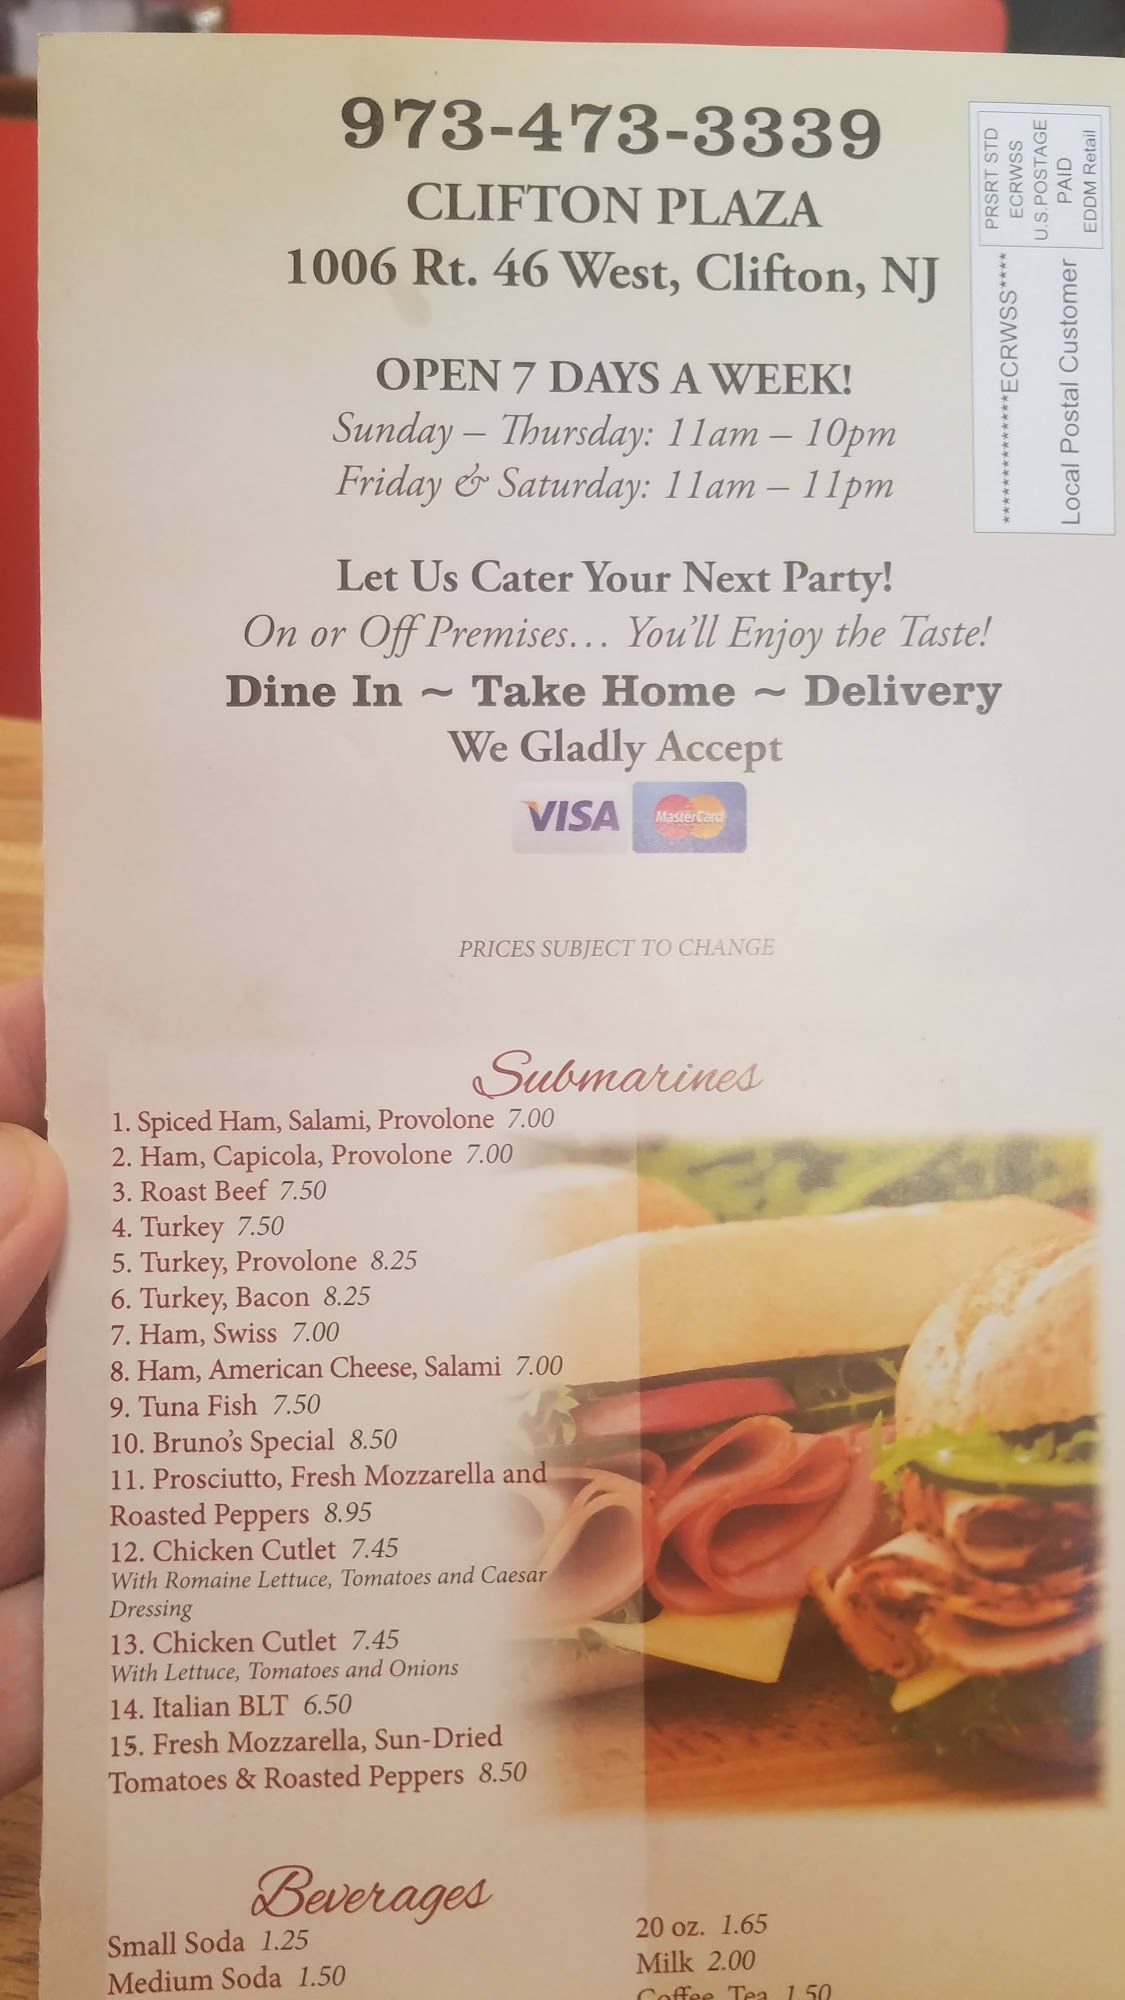 973-473-3339
CLIFTON PLAZA
1006 Rt. 46 West, Clifton, NJ
PRSRT STD
ECRWSS
U.S.POSTAGE
PAID
EDDM Retail
*************ECRWSS****
Local Postal Customer
OPEN 7 DAYS A WEEK!
Sunday – Thursday: 11am – 10pm
Friday & Saturday: 11am – 11pm
Let Us Cater Your Next Party!
On or Off Premises… You'll Enjoy the Taste!
Dine In ~ Take Home ~ Delivery
We Gladly Accept
VISA
MasterCard
PRICES SUBJECT TO CHANGE
Submarines
1. Spiced Ham, Salami, Provolone 7.00
2. Ham, Capicola, Provolone 7.00
3. Roast Beef 7.50
4. Turkey 7.50
5. Turkey, Provolone 8.25
6. Turkey, Bacon 8.25
7. Ham, Swiss 7.00
8. Ham, American Cheese, Salami 7.00
9. Tuna Fish 7.50
10. Bruno's Special 8.50
11. Prosciutto, Fresh Mozzarella and
Roasted Peppers 8.95
12. Chicken Cutlet 7.45
With Romaine Lettuce, Tomatoes and Caesar
Dressing
13. Chicken Cutlet 7.45
With Lettuce, Tomatoes and Onions
14. Italian BLT 6.50
15. Fresh Mozzarella, Sun-Dried
Tomatoes & Roasted Peppers 8.50
Beverages
Small Soda 1.25
Medium Soda 1.50
20 oz. 1.65
Milk 2.00
Coffee, Tea 1.50